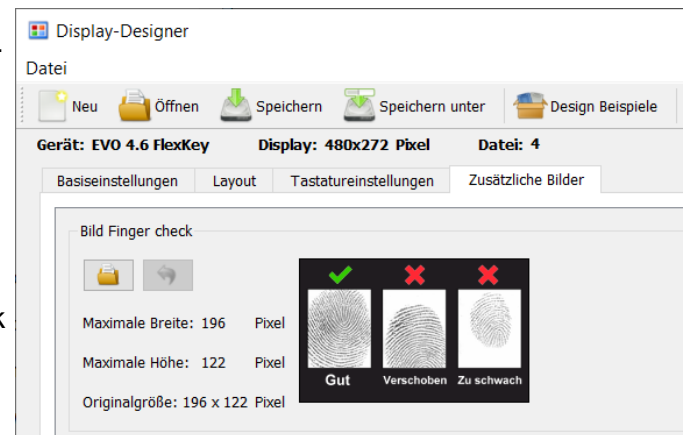 Display-Designer
Datei
Neu Öffnen Speichern Speichern unter Design Beispiele
Gerät: EVO 4.6 FlexKey Display: 480x272 Pixel Datei: 4
Basiseinstellungen Layout Tastatureinstellungen Zusätzliche Bilder
Bild Finger check
Maximale Breite: 196 Pixel
Maximale Höhe: 122 Pixel
Originalgröße: 196 x 122 Pixel
Gut Verschoben Zu schwach